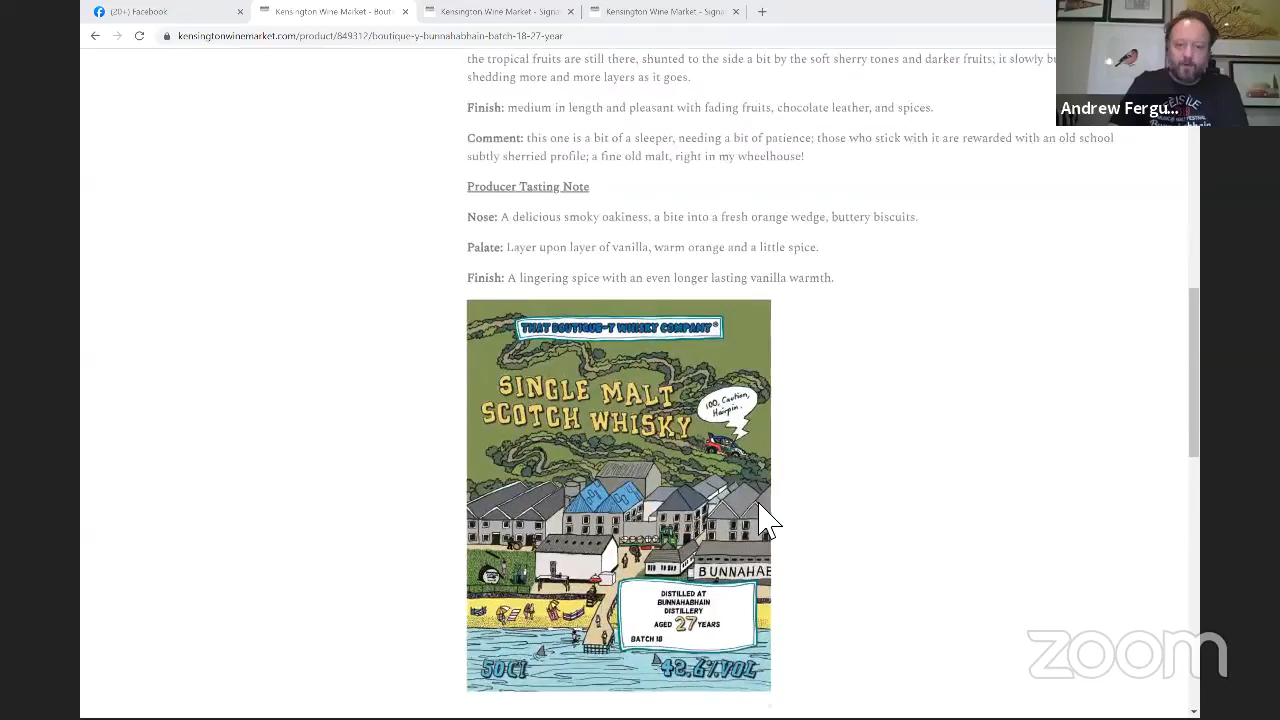 (20+) Facebook
Kensington Wine Market - Bout
Kensington Wine Market - Signa
Kensington Wine Market - Signa
kensingtonwinemarket.com/product/849312/boutique-y-bunnahabhain-batch-18-27-year
the tropical fruits are still there, shunted to the side a bit by the soft sherry tones and darker fruits; it slowly bu
shedding more and more layers as it goes.
Finish: medium in length and pleasant with fading fruits, chocolate leather, and spices.
Comment: this one is a bit of a sleeper, needing a bit of patience; those who stick with it are rewarded with an old school
subtly sherried profile; a fine old malt, right in my wheelhouse!
Producer Tasting Note
Nose: A delicious smoky oakiness, a bite into a fresh orange wedge, buttery biscuits.
Palate: Layer upon layer of vanilla, warm orange and a little spice.
Finish: A lingering spice with an even longer lasting vanilla warmth.
THAT BOUTIQUE-Y WHISKY COMPANY®
SINGLE MALT
SCOTCH WHISKY
100, Caution,
Hairpin.
BUNNAHAB
DISTILLED AT
BUNNAHABHAIN
DISTILLERY
AGED 27 YEARS
BATCH 18
50Cl
48.6%VOL
Andrew Fergu...
FÈIS ÌLE
zoom